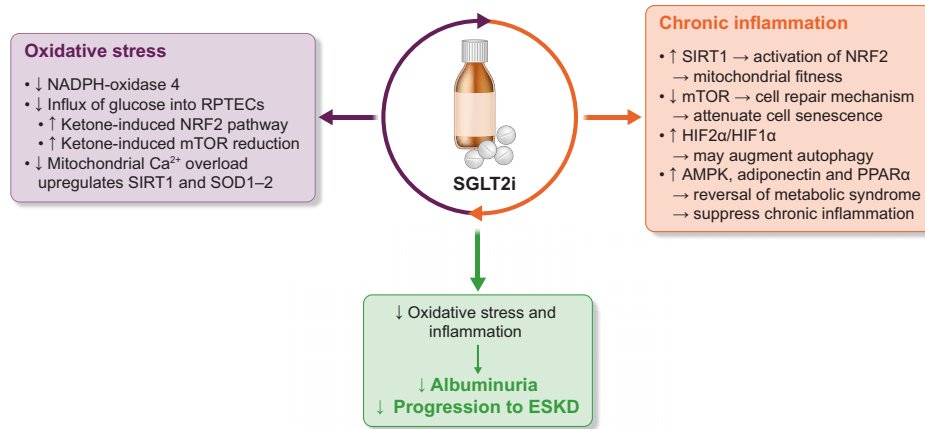 Oxidative stress
• ↓ NADPH-oxidase 4
• ↓ Influx of glucose into RPTECs
• ↑ Ketone-induced NRF2 pathway
• ↑ Ketone-induced mTOR reduction
• ↓ Mitochondrial Ca²⁺ overload
upregulates SIRT1 and SOD1–2
SGLT2i
Chronic inflammation
• ↑ SIRT1 → activation of NRF2
→ mitochondrial fitness
• ↓ mTOR → cell repair mechanism
→ attenuate cell senescence
• ↑ HIF2α/HIF1α
→ may augment autophagy
• ↑ AMPK, adiponectin and PPARα
→ reversal of metabolic syndrome
→ suppress chronic inflammation
↓ Oxidative stress and
inflammation
↓ Albuminuria
↓ Progression to ESKD